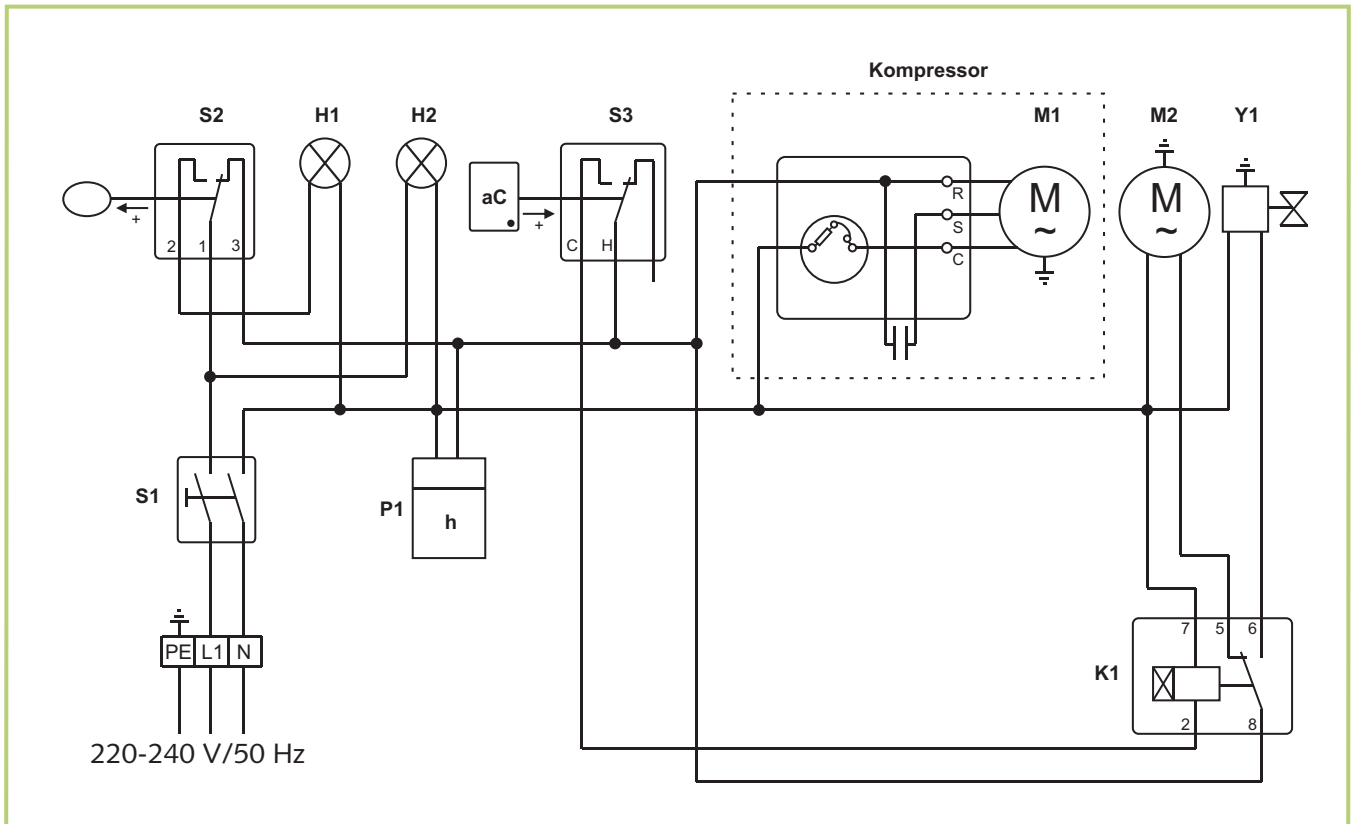 Kompressor
S2 H1 H2 S3 M1 M2 Y1
aC
M
~
M
~
R
S
C
+
+
2 1 3
C H
S1
P1
h
7 5 6
K1
2 8
PE L1 N
220-240 V/50 Hz